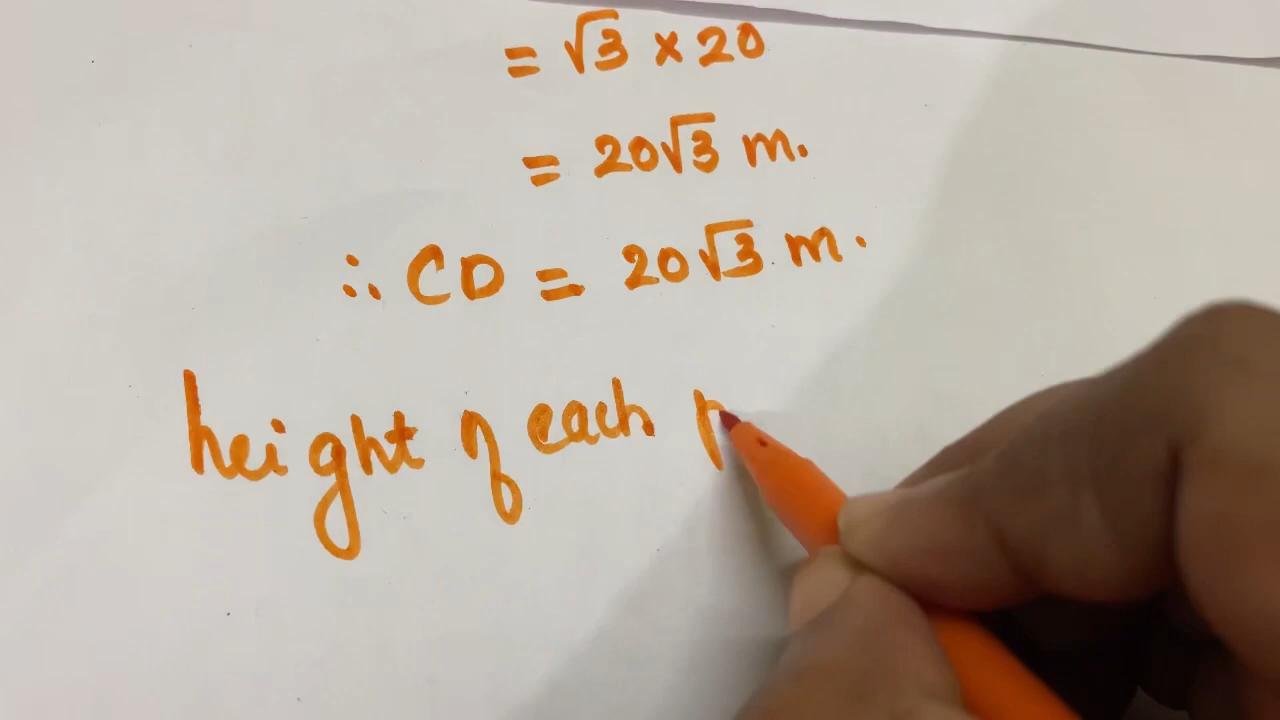 = √3 × 20
= 20√3 m.
∴ CD = 20√3 m.
height of each